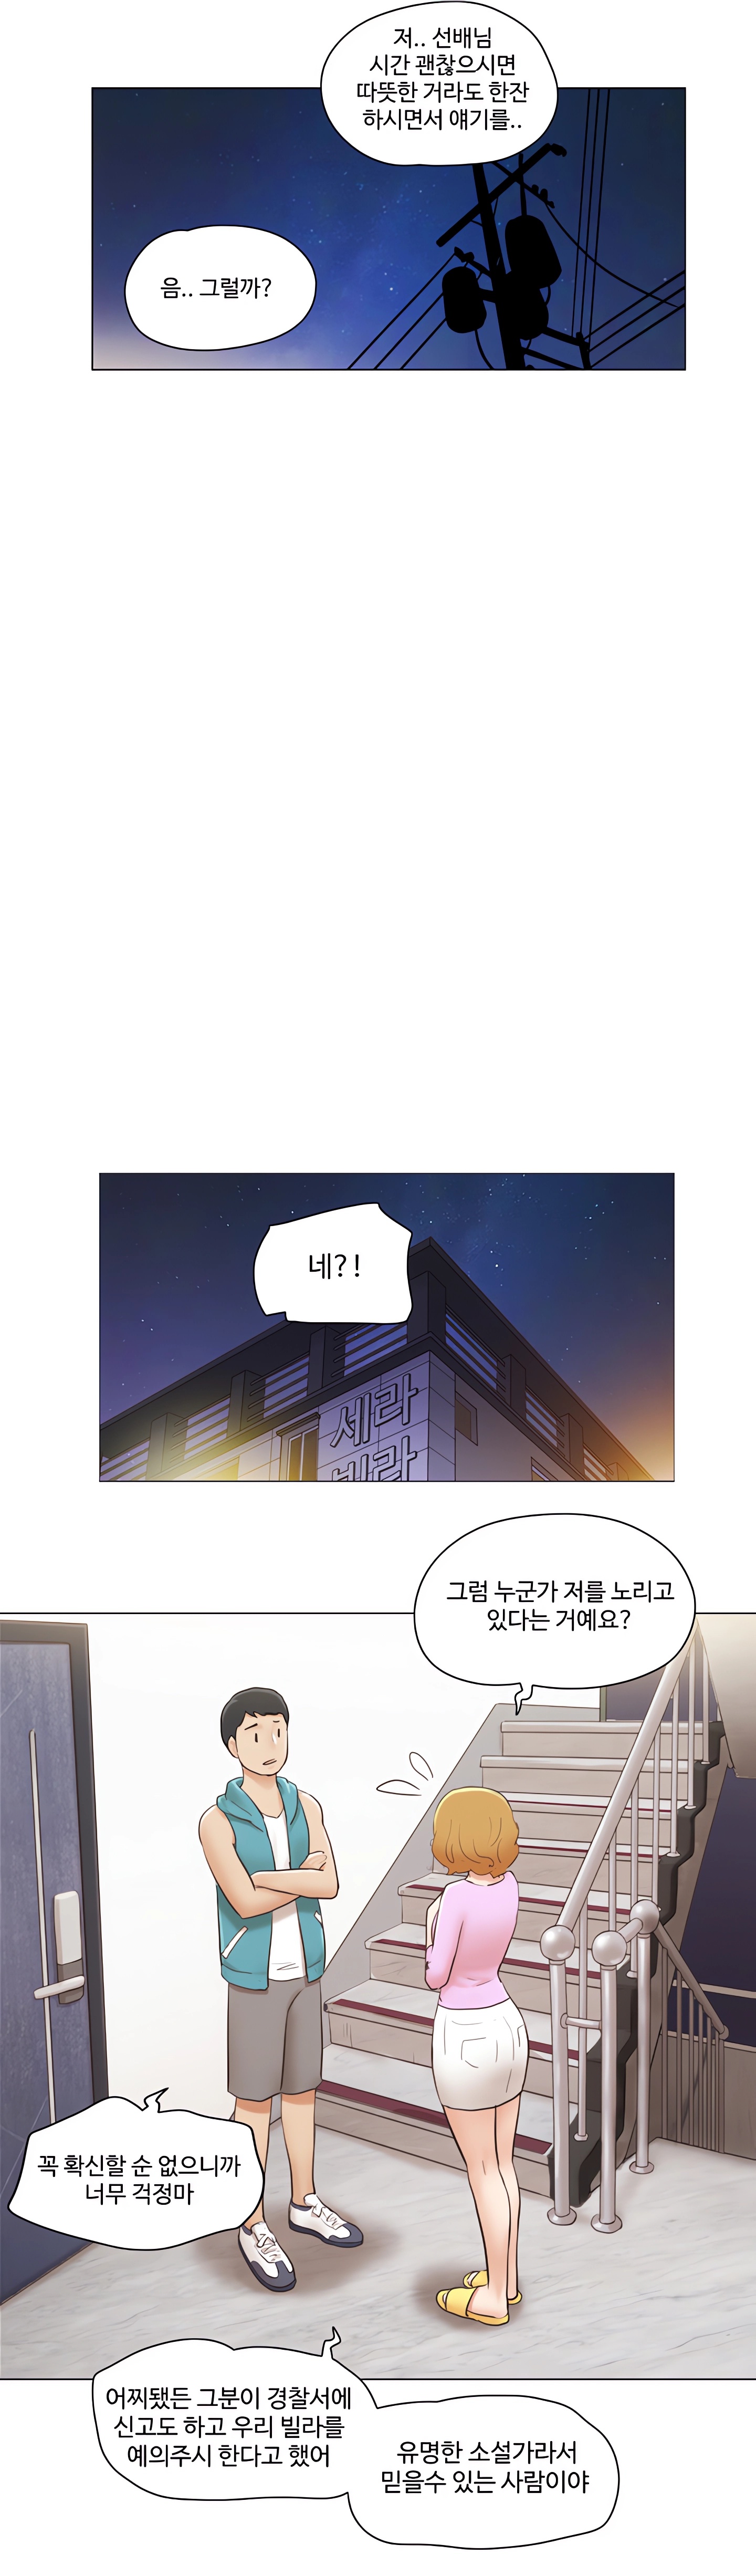 저.. 선배님
시간 괜찮으시면
따뜻한 거라도 한잔
하시면서 얘기를..
음.. 그럴까?
네?!
세라
빌라
그럼 누군가 저를 노리고
있다는 거예요?
꼭 확신할 순 없으니까
너무 걱정마
어찌됐든 그분이 경찰서에
신고도 하고 우리 빌라를
예의주시 한다고 했어
유명한 소설가라서
믿을수 있는 사람이야